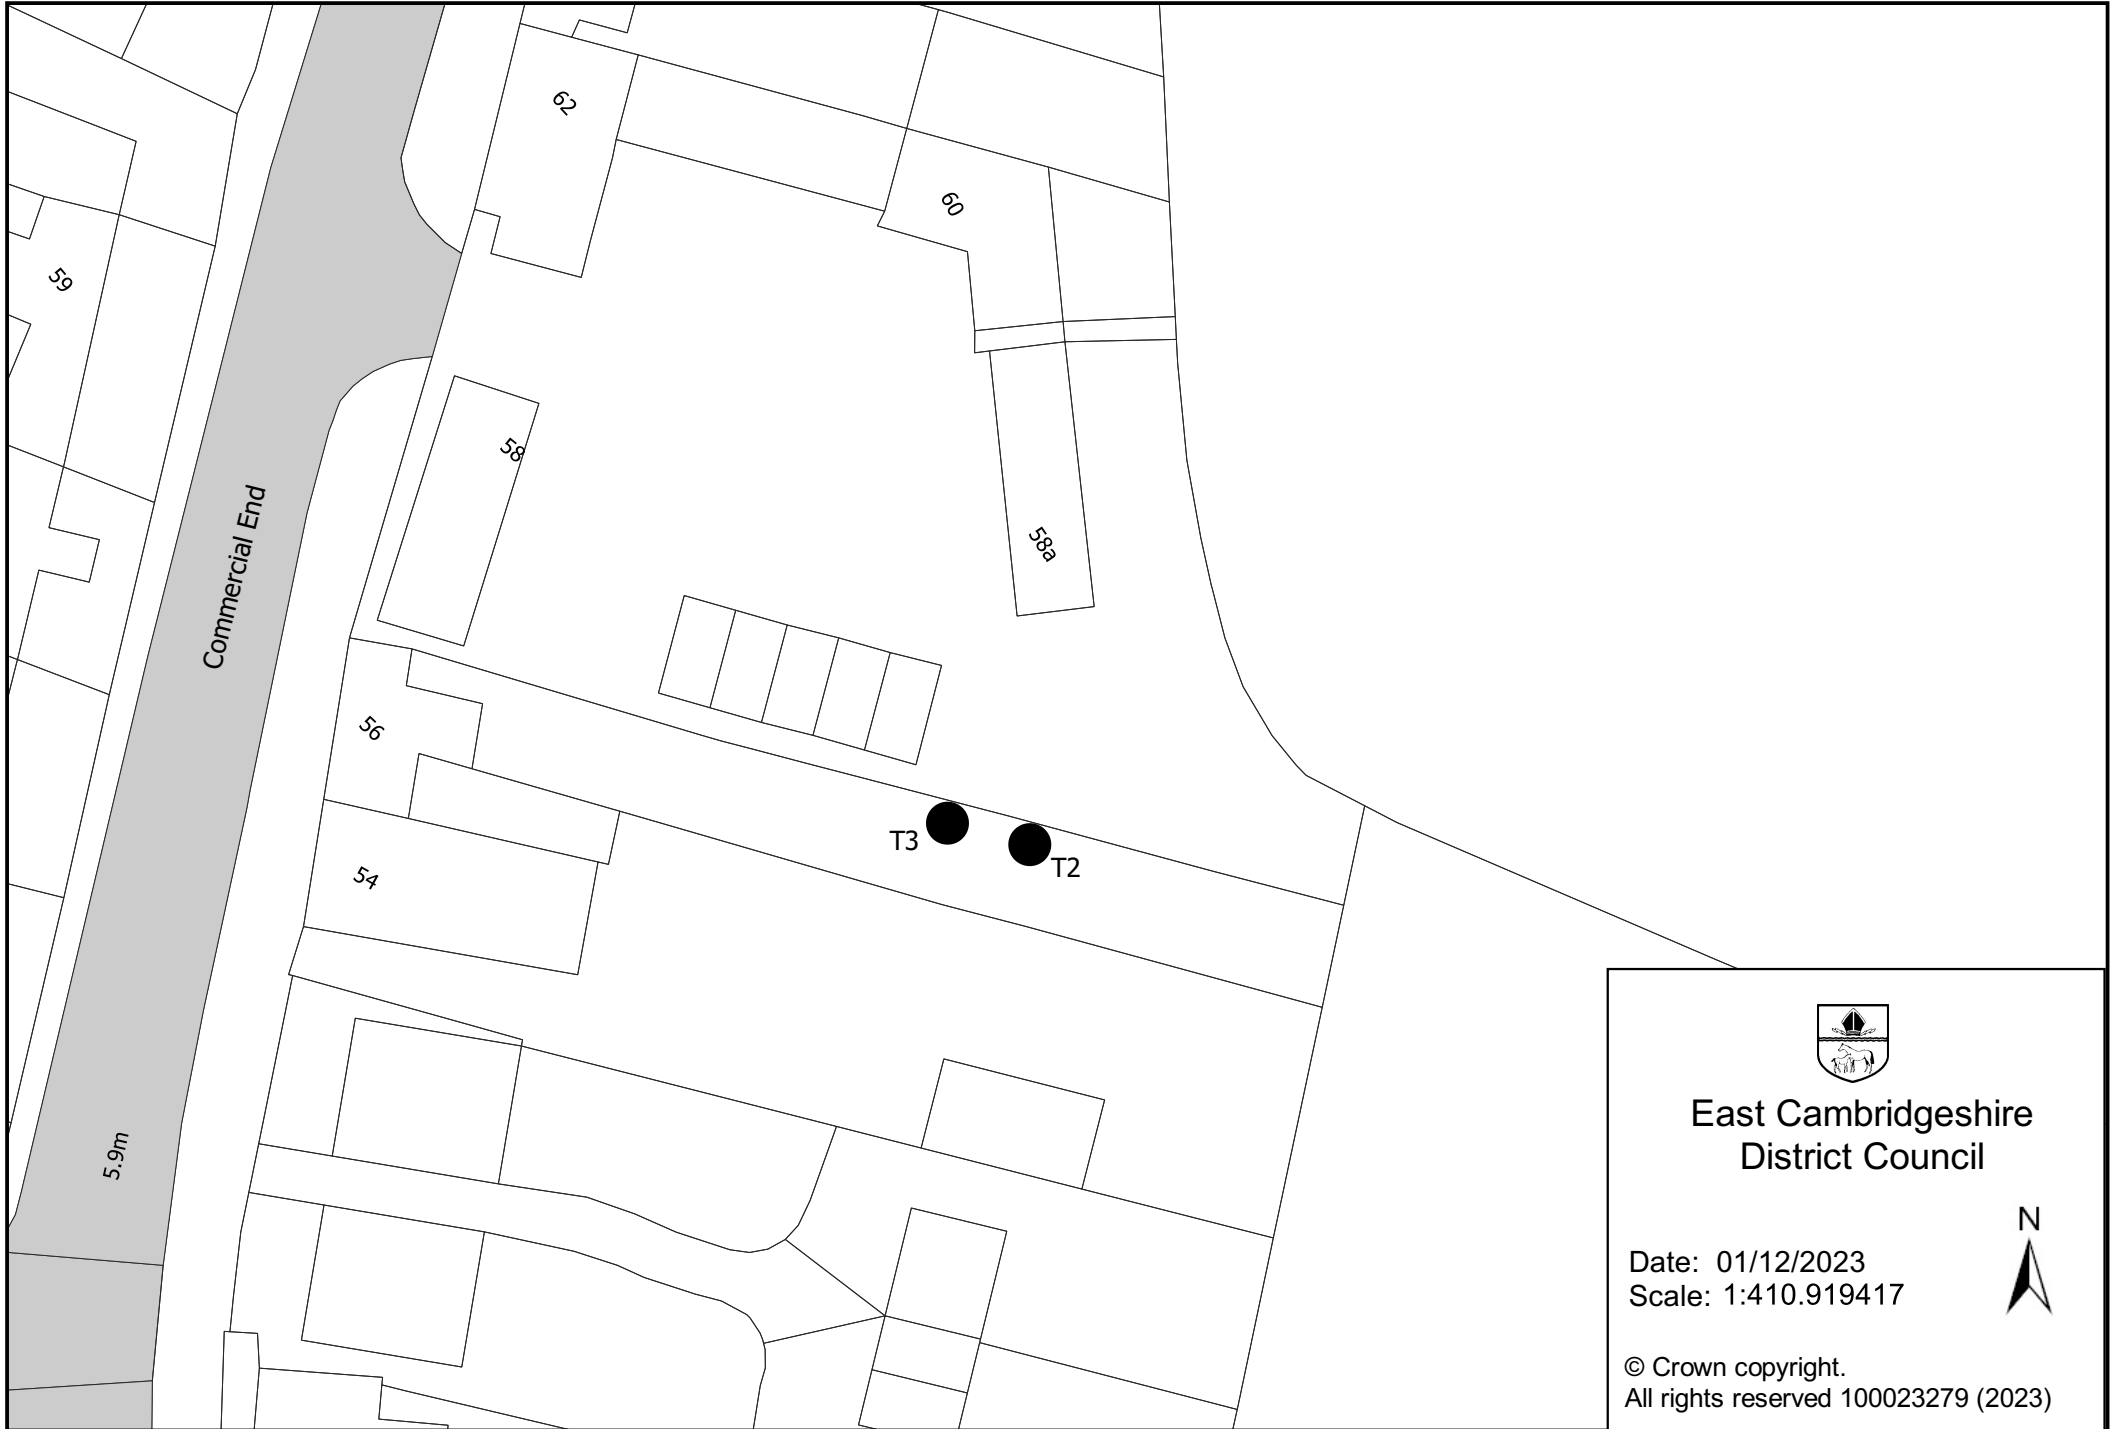 62
60
59
58
Commercial End
58a
56
T3
T2
54
5.9m
East Cambridgeshire
District Council
N
Date: 01/12/2023
Scale: 1:410.919417
© Crown copyright.
All rights reserved 100023279 (2023)